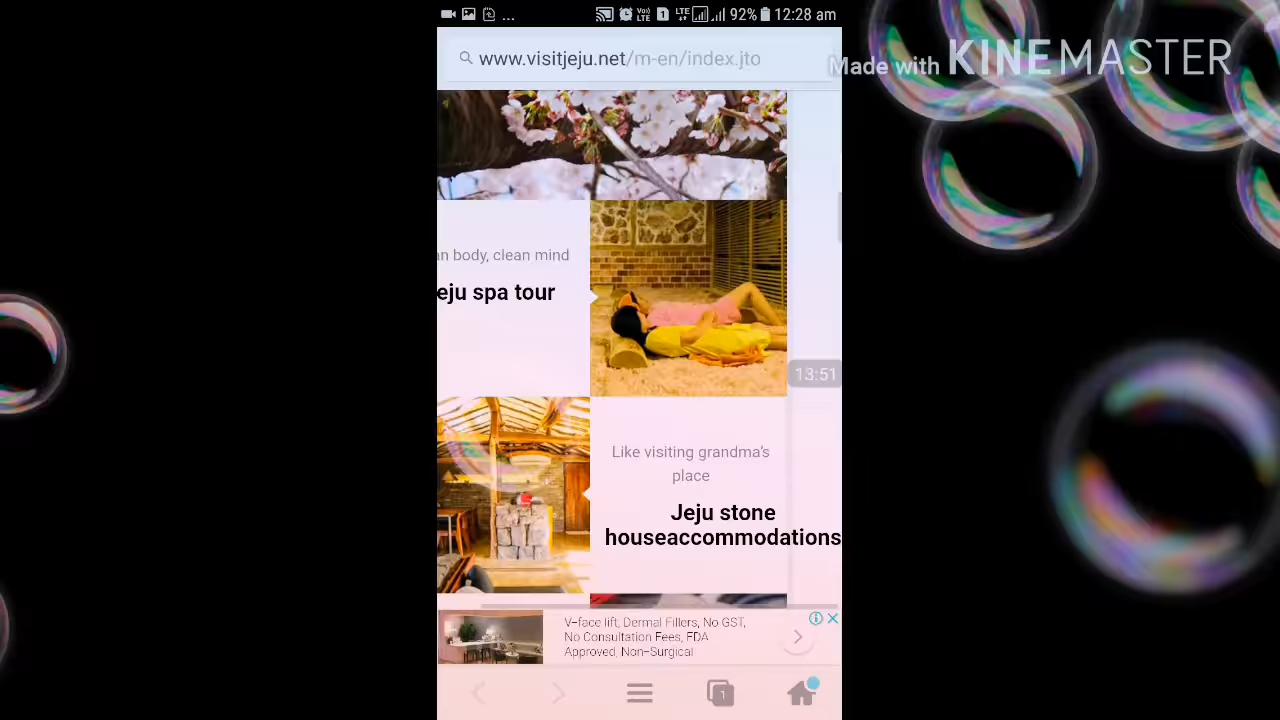 ... 1 92% 12:28 am
www.visitjeju.net/m-en/index.jto
Made with KINEMASTER
an body, clean mind
eju spa tour
13:51
Like visiting grandma's
place
Jeju stone
houseaccommodations
V-face lift, Dermal Fillers, No GST,
No Consultation Fees, FDA
Approved, Non-Surgical
1